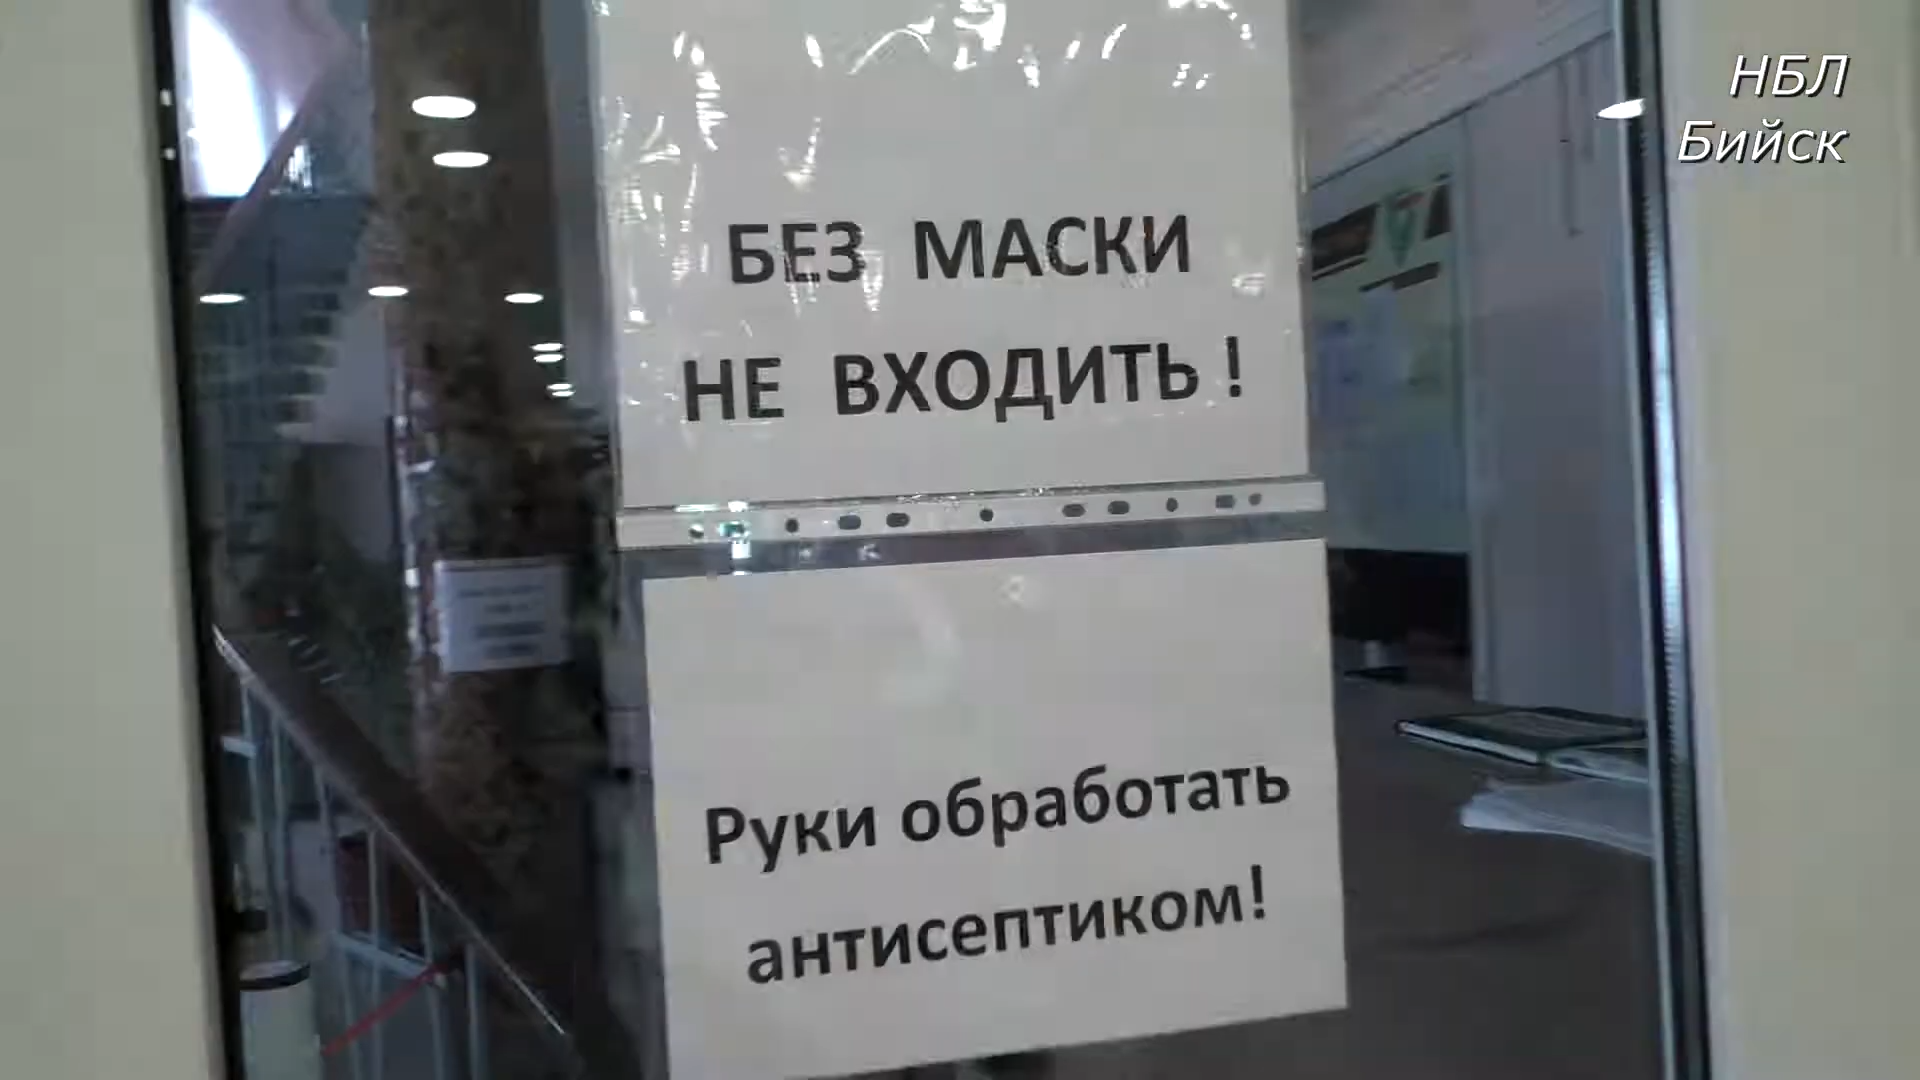 НБЛ
Бийск
БЕЗ МАСКИ
НЕ ВХОДИТЬ !
Руки обработать
антисептиком!